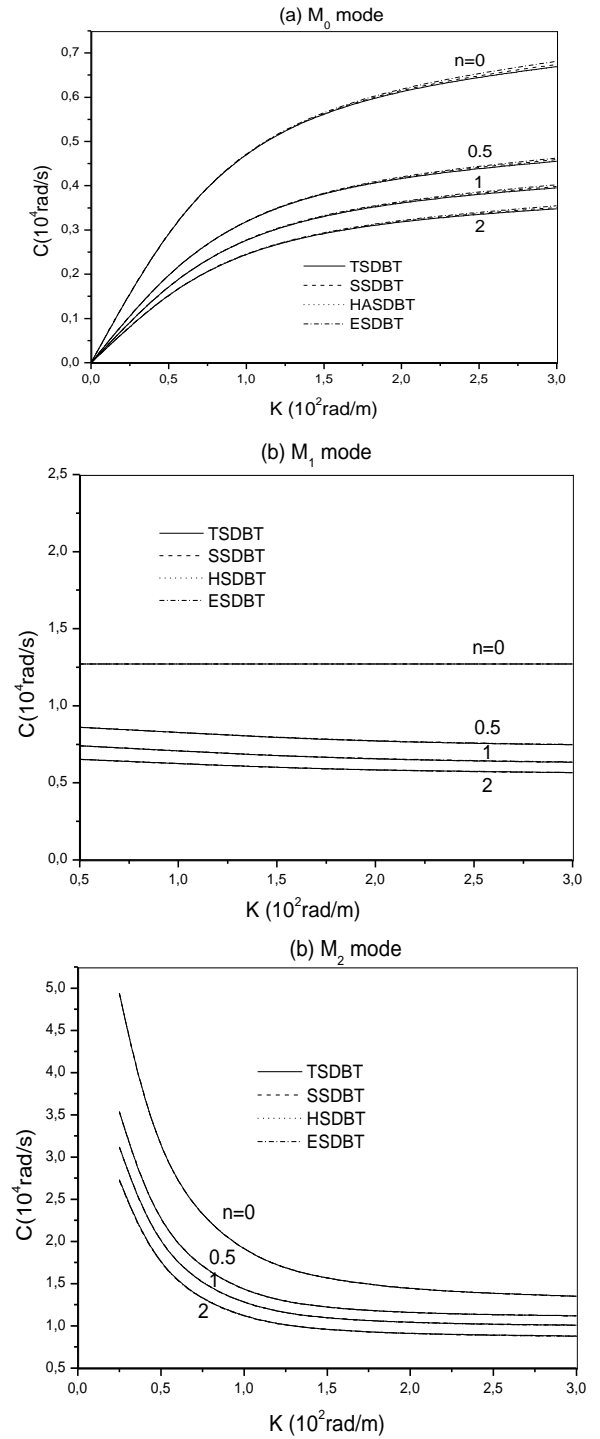 (a) M₀ mode
0,7
0,6
0,5
0,4
0,3
0,2
0,1
0,0
C(10⁴rad/s)
n=0
0.5
1
2
TSDBT
SSDBT
HASDBT
ESDBT
0,0 0,5 1,0 1,5 2,0 2,5 3,0
K (10²rad/m)
(b) M₁ mode
2,5
2,0
1,5
1,0
0,5
0,0
C(10⁴rad/s)
TSDBT
SSDBT
HSDBT
ESDBT
n=0
0.5
1
2
0,5 1,0 1,5 2,0 2,5 3,0
K (10²rad/m)
(b) M₂ mode
5,0
4,5
4,0
3,5
3,0
2,5
2,0
1,5
1,0
0,5
C(10⁴rad/s)
TSDBT
SSDBT
HSDBT
ESDBT
n=0
0.5
1
2
0,0 0,5 1,0 1,5 2,0 2,5 3,0
K (10²rad/m)